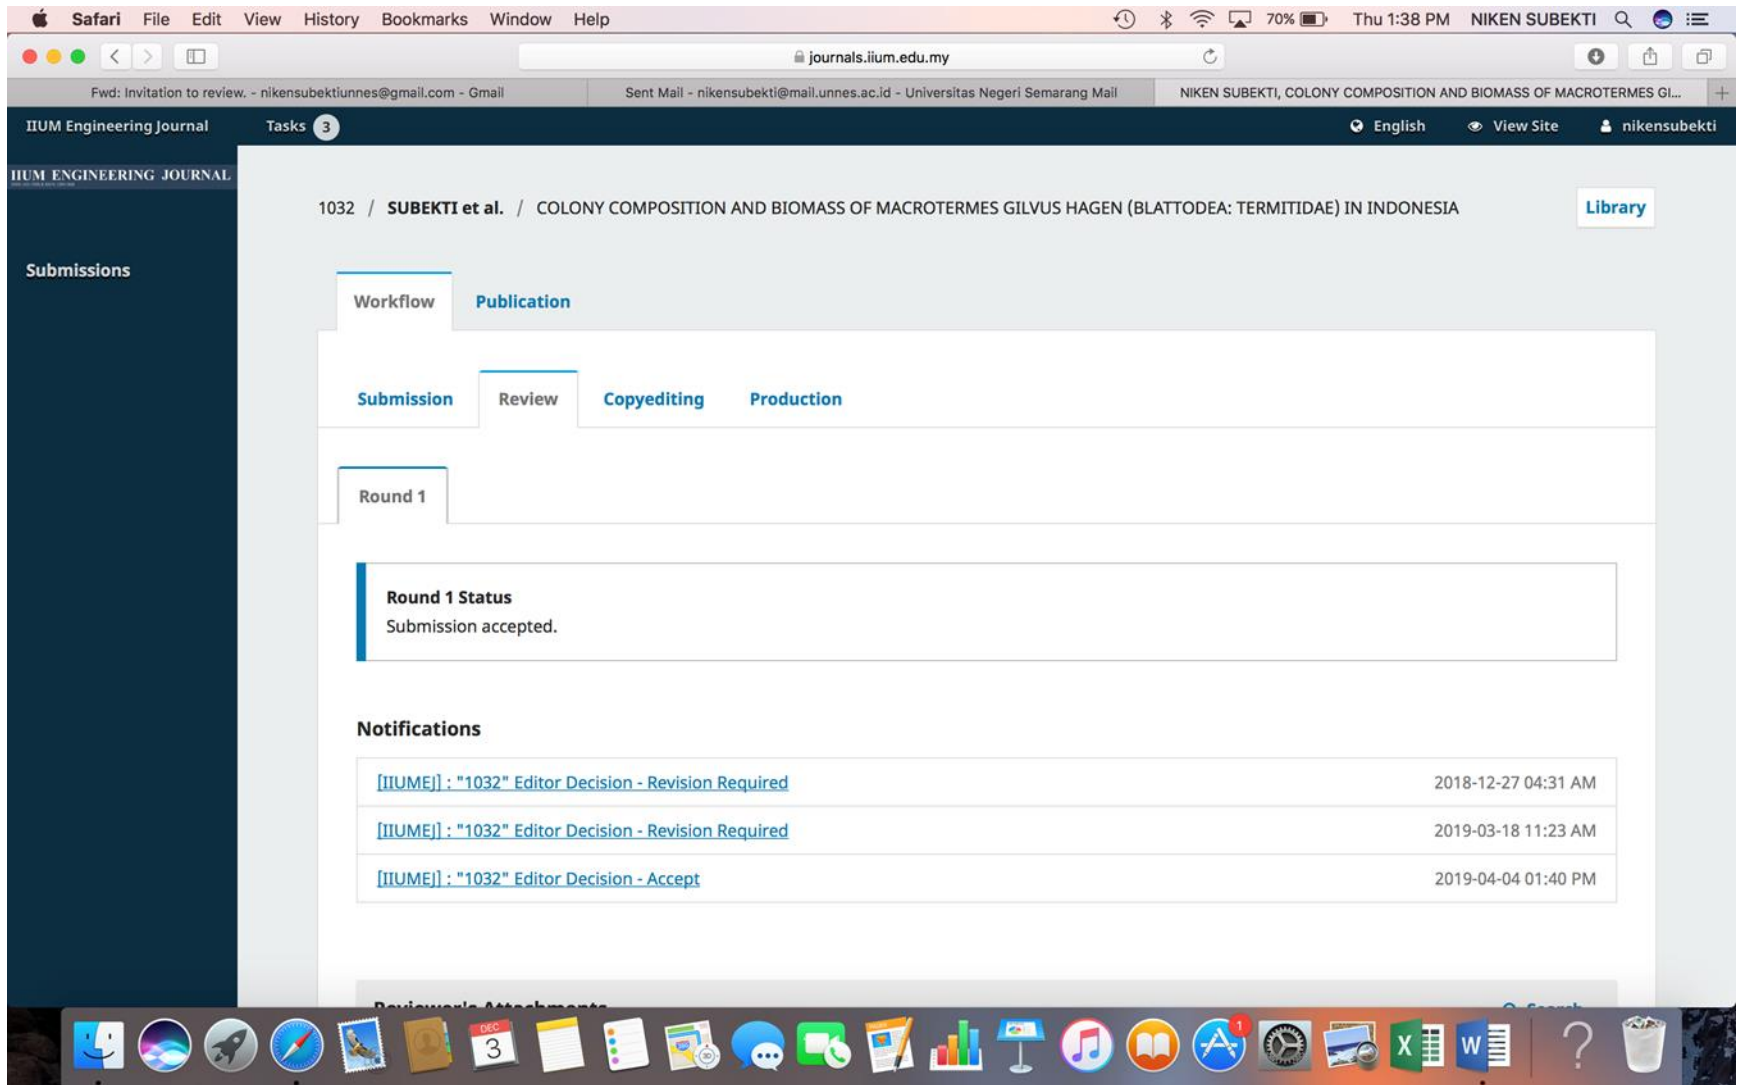 Safari File Edit View History Bookmarks Window Help 70% Thu 1:38 PM NIKEN SUBEKTI
journals.iium.edu.my
Fwd: Invitation to review. - nikensubektiunnes@gmail.com - Gmail Sent Mail - nikensubekti@mail.unnes.ac.id - Universitas Negeri Semarang Mail NIKEN SUBEKTI, COLONY COMPOSITION AND BIOMASS OF MACROTERMES GI...
IIUM Engineering Journal Tasks 3 English View Site nikensubekti
IIUM ENGINEERING JOURNAL
1032 / SUBEKTI et al. / COLONY COMPOSITION AND BIOMASS OF MACROTERMES GILVUS HAGEN (BLATTODEA: TERMITIDAE) IN INDONESIA Library
Submissions
Workflow Publication
Submission Review Copyediting Production
Round 1
Round 1 Status
Submission accepted.
Notifications
[IIUMEJ] : "1032" Editor Decision - Revision Required 2018-12-27 04:31 AM
[IIUMEJ] : "1032" Editor Decision - Revision Required 2019-03-18 11:23 AM
[IIUMEJ] : "1032" Editor Decision - Accept 2019-04-04 01:40 PM
Reviewer's Attachments Search
DEC
3
1